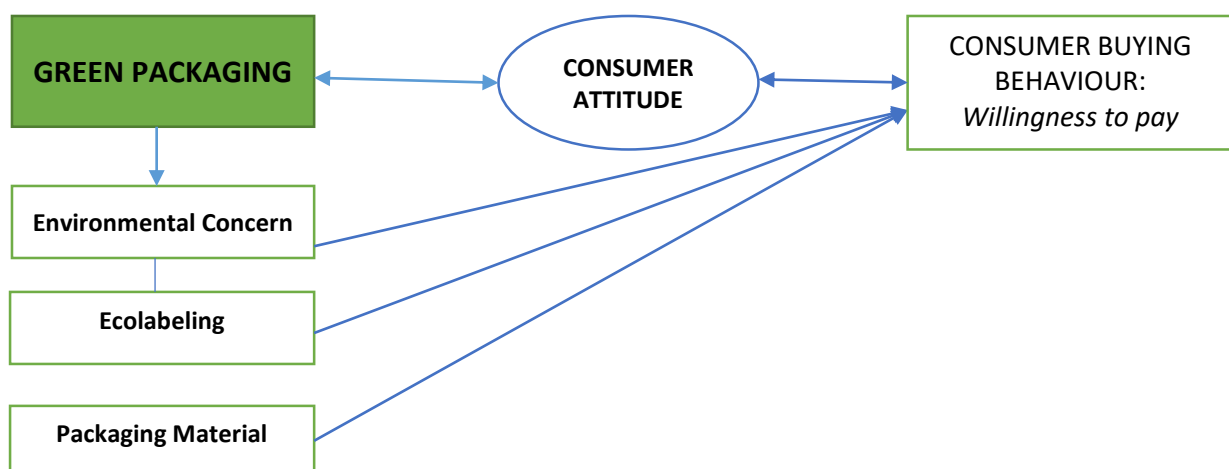 GREEN PACKAGING
CONSUMER
ATTITUDE
CONSUMER BUYING
BEHAVIOUR:
Willingness to pay
Environmental Concern
Ecolabeling
Packaging Material